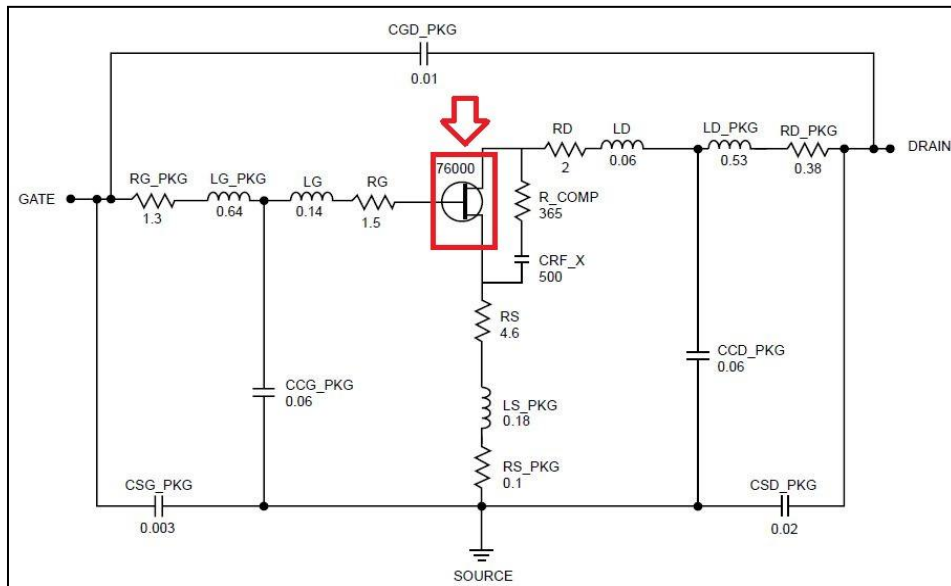 CGD_PKG
0.01
RD
2
LD
0.06
LD_PKG
0.53
RD_PKG
0.38
DRAIN
76000
GATE
RG_PKG
1.3
LG_PKG
0.64
LG
0.14
RG
1.5
R_COMP
365
CRF_X
500
RS
4.6
CCG_PKG
0.06
CCD_PKG
0.06
LS_PKG
0.18
RS_PKG
0.1
CSG_PKG
0.003
CSD_PKG
0.02
SOURCE